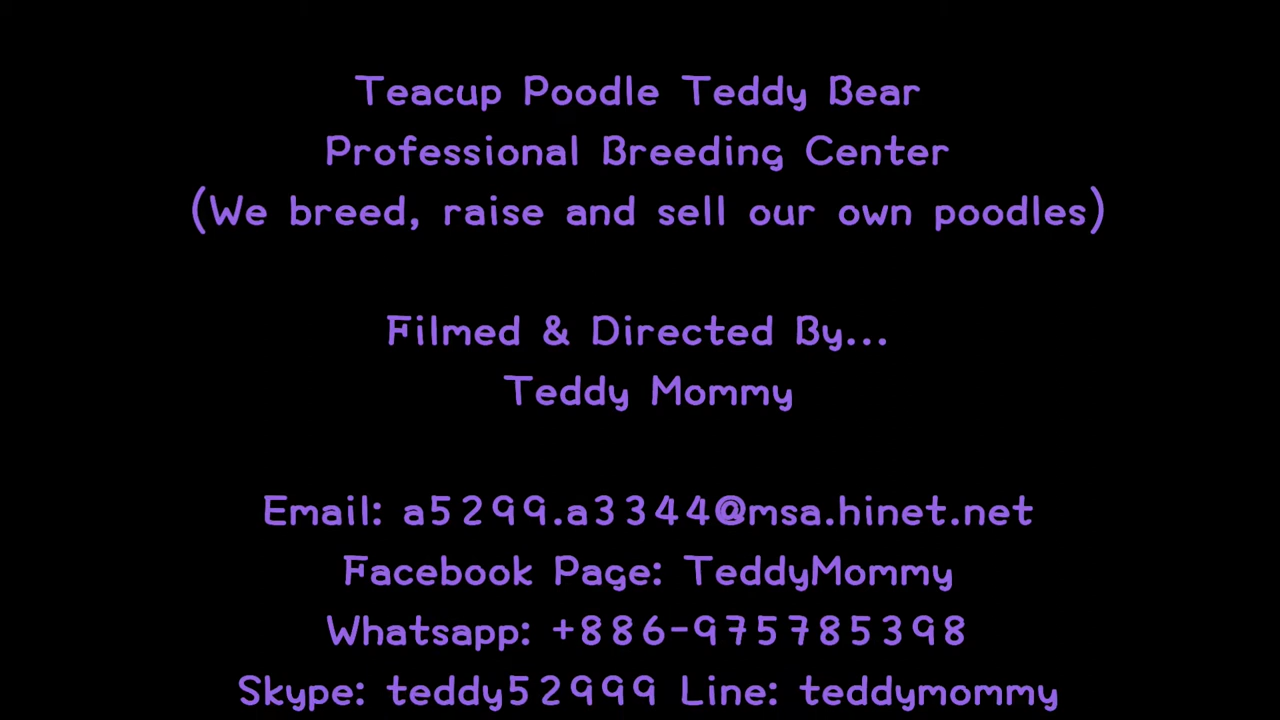 Teacup Poodle Teddy Bear
Professional Breeding Center
(We breed, raise and sell our own poodles)
Filmed & Directed By...
Teddy Mommy
Email: a5299.a3344@msa.hinet.net
Facebook Page: TeddyMommy
Whatsapp: +886-975785398
Skype: teddy52999 Line: teddymommy